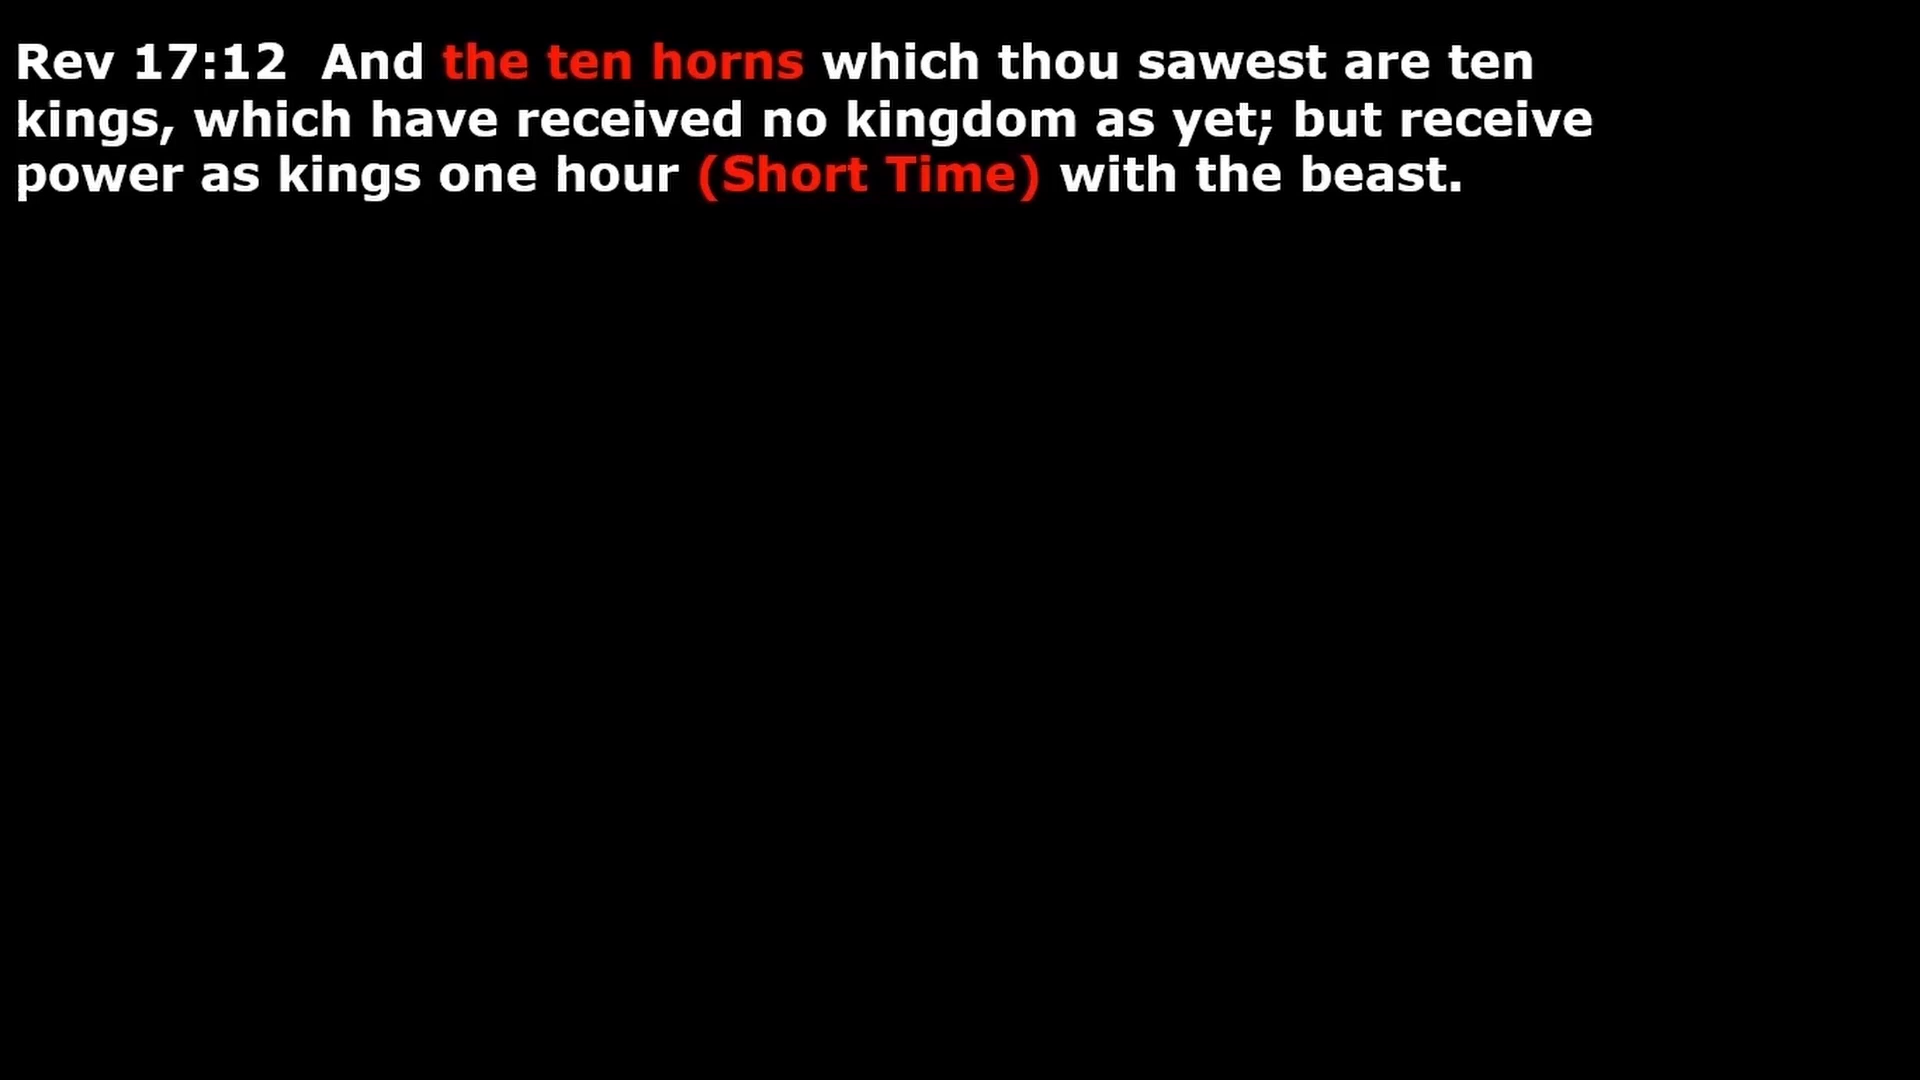 Rev 17:12  And the ten horns which thou sawest are ten
kings, which have received no kingdom as yet; but receive
power as kings one hour (Short Time) with the beast.